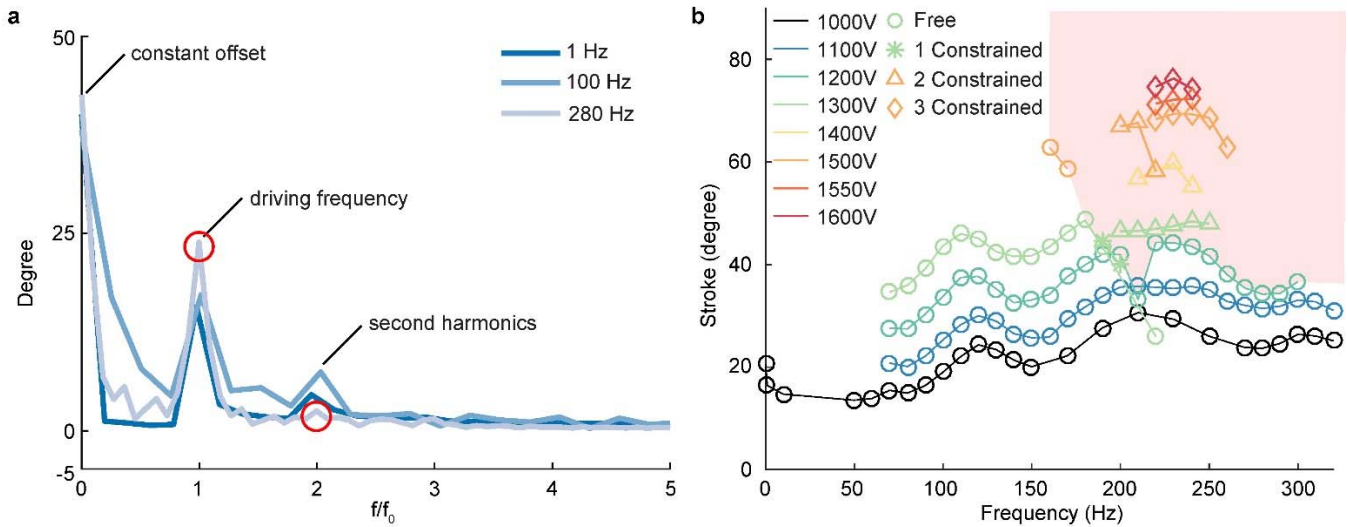 a
50
25
0
-5
Degree
constant offset
driving frequency
second harmonics
1 Hz
100 Hz
280 Hz
0 1 2 3 4 5
f/f0
b
80
60
40
20
0
Stroke (degree)
1000V
1100V
1200V
1300V
1400V
1500V
1550V
1600V
Free
1 Constrained
2 Constrained
3 Constrained
0 50 100 150 200 250 300
Frequency (Hz)